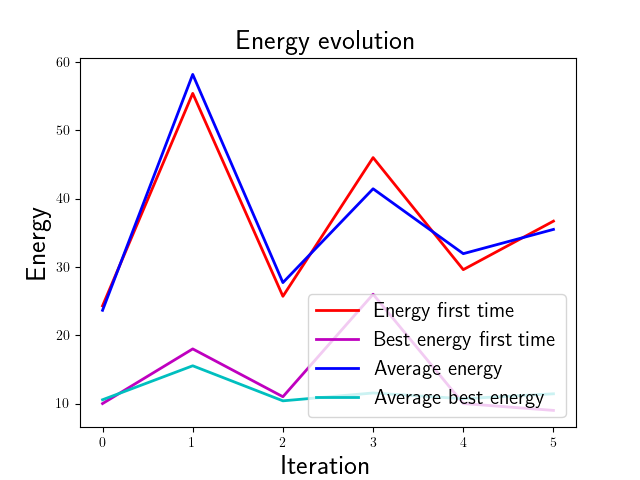 Energy evolution
60
50
40
30
20
10
Energy
Energy first time
Best energy first time
Average energy
Average best energy
0 1 2 3 4 5
Iteration